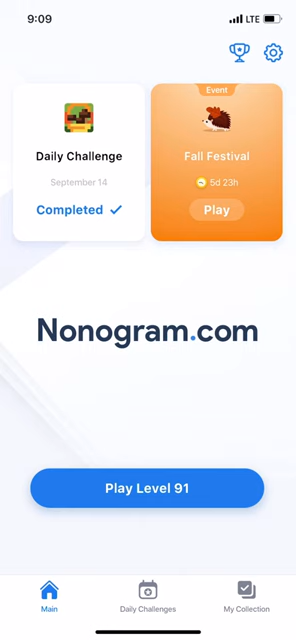 9:09
LTE
Event
Daily Challenge
September 14
Completed
Fall Festival
5d 23h
Play
Nonogram.com
Play Level 91
Main
Daily Challenges
My Collection